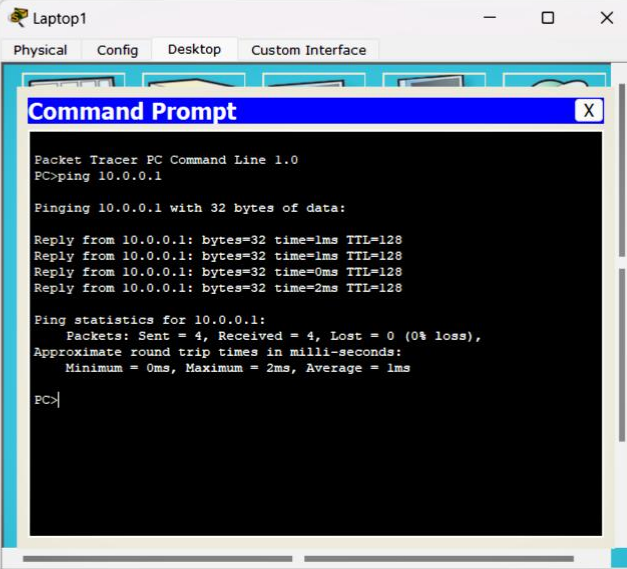 Laptop1
Physical Config Desktop Custom Interface
Command Prompt X
Packet Tracer PC Command Line 1.0
PC>ping 10.0.0.1
Pinging 10.0.0.1 with 32 bytes of data:
Reply from 10.0.0.1: bytes=32 time=1ms TTL=128
Reply from 10.0.0.1: bytes=32 time=1ms TTL=128
Reply from 10.0.0.1: bytes=32 time=0ms TTL=128
Reply from 10.0.0.1: bytes=32 time=2ms TTL=128
Ping statistics for 10.0.0.1:
Packets: Sent = 4, Received = 4, Lost = 0 (0% loss),
Approximate round trip times in milli-seconds:
Minimum = 0ms, Maximum = 2ms, Average = 1ms
PC>